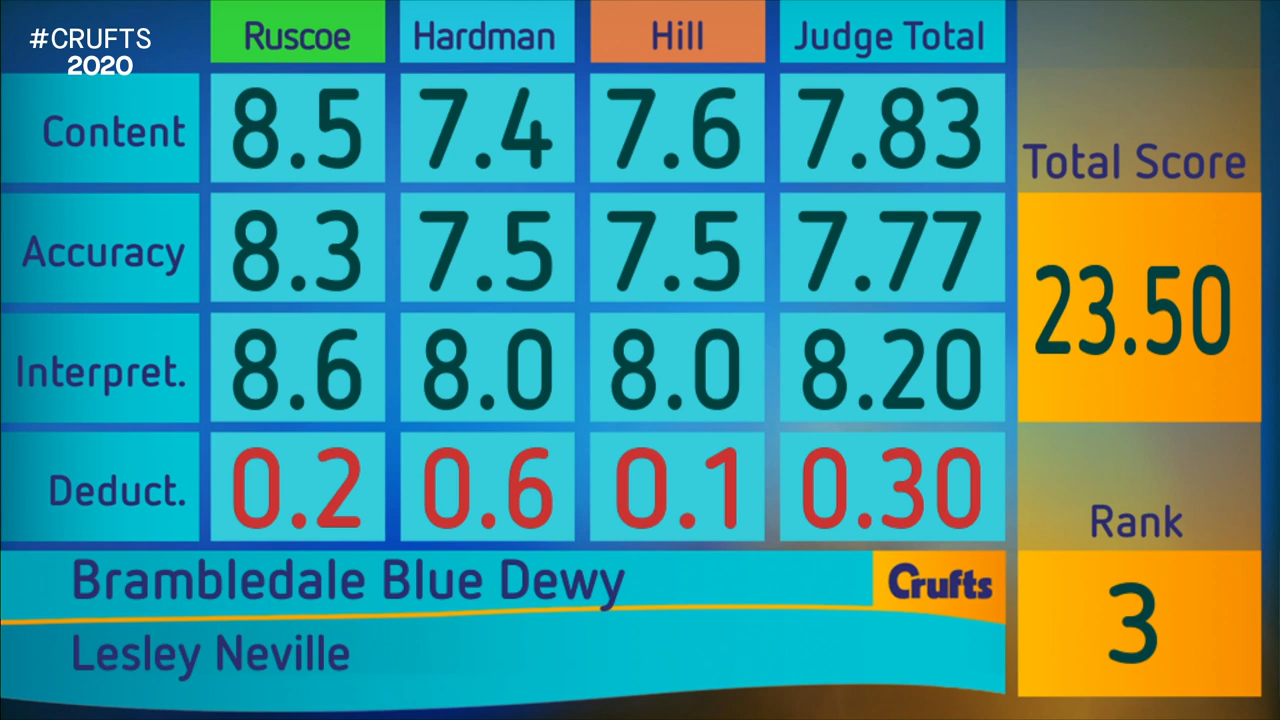 #CRUFTS
2020
Ruscoe Hardman Hill Judge Total
Content 8.5 7.4 7.6 7.83
Total Score
Accuracy 8.3 7.5 7.5 7.77
23.50
Interpret. 8.6 8.0 8.0 8.20
Deduct. 0.2 0.6 0.1 0.30
Rank
3
Brambledale Blue Dewy Crufts
Lesley Neville